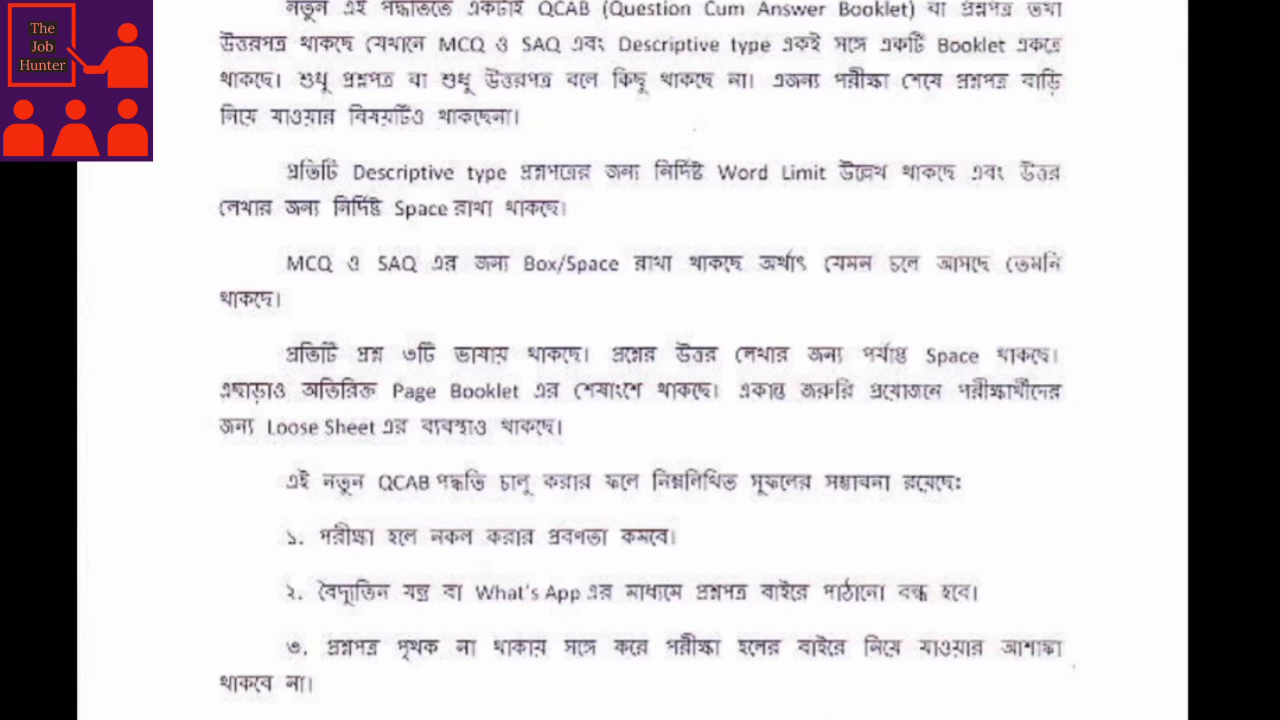 The
Job
Hunter
নতুন এই পদ্ধতিতে একটাই QCAB (Question Cum Answer Booklet) বা প্রশ্নপত্র তথা
উত্তরপত্র থাকছে যেখানে MCQ ও SAQ এবং Descriptive type একই সঙ্গে একটি Booklet একত্রে
থাকছে। শুধু প্রশ্নপত্র বা শুধু উত্তরপত্র বলে কিছু থাকছে না। এজন্য পরীক্ষা শেষে প্রশ্নপত্র বাড়ি
নিয়ে যাওয়ার বিষয়টিও থাকছেনা।
প্রতিটি Descriptive type প্রশ্নপত্রের জন্য নির্দিষ্ট Word Limit উল্লেখ থাকছে এবং উত্তর
লেখার জন্য নির্দিষ্ট Space রাখা থাকছে।
MCQ ও SAQ এর জন্য Box/Space রাখা থাকছে অর্থাৎ যেমন চলে আসছে তেমনি
থাকছে।
প্রতিটি প্রশ্ন ৩টি ভাষায় থাকছে। প্রশ্নের উত্তর লেখার জন্য পর্যাপ্ত Space থাকছে।
এছাড়াও অতিরিক্ত Page Booklet এর শেষাংশে থাকছে। একান্ত জরুরি প্রয়োজনে পরীক্ষার্থীদের
জন্য Loose Sheet এর ব্যবস্থাও থাকছে।
এই নতুন QCAB পদ্ধতি চালু করার ফলে নিম্নলিখিত সুফলের সম্ভাবনা রয়েছেঃ
১. পরীক্ষা হলে নকল করার প্রবণতা কমবে।
২. বৈদ্যুতিন যন্ত্র বা What's App এর মাধ্যমে প্রশ্নপত্র বাইরে পাঠানো বন্ধ হবে।
৩. প্রশ্নপত্র পৃথক না থাকায় সঙ্গে করে পরীক্ষা হলের বাইরে নিয়ে যাওয়ার আশাঙ্কা
থাকবে না।